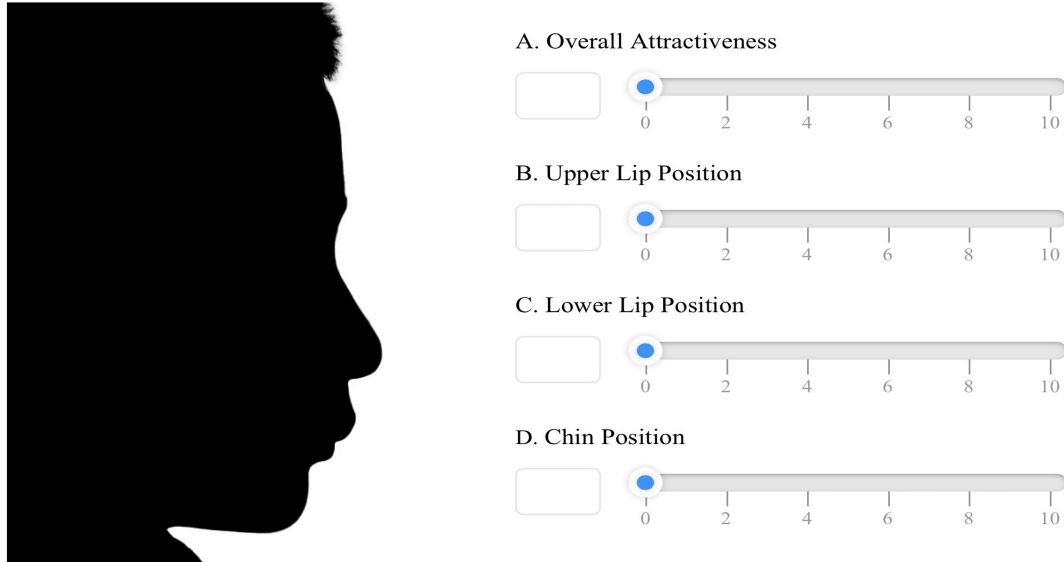 A. Overall Attractiveness
0 2 4 6 8 10
B. Upper Lip Position
0 2 4 6 8 10
C. Lower Lip Position
0 2 4 6 8 10
D. Chin Position
0 2 4 6 8 10